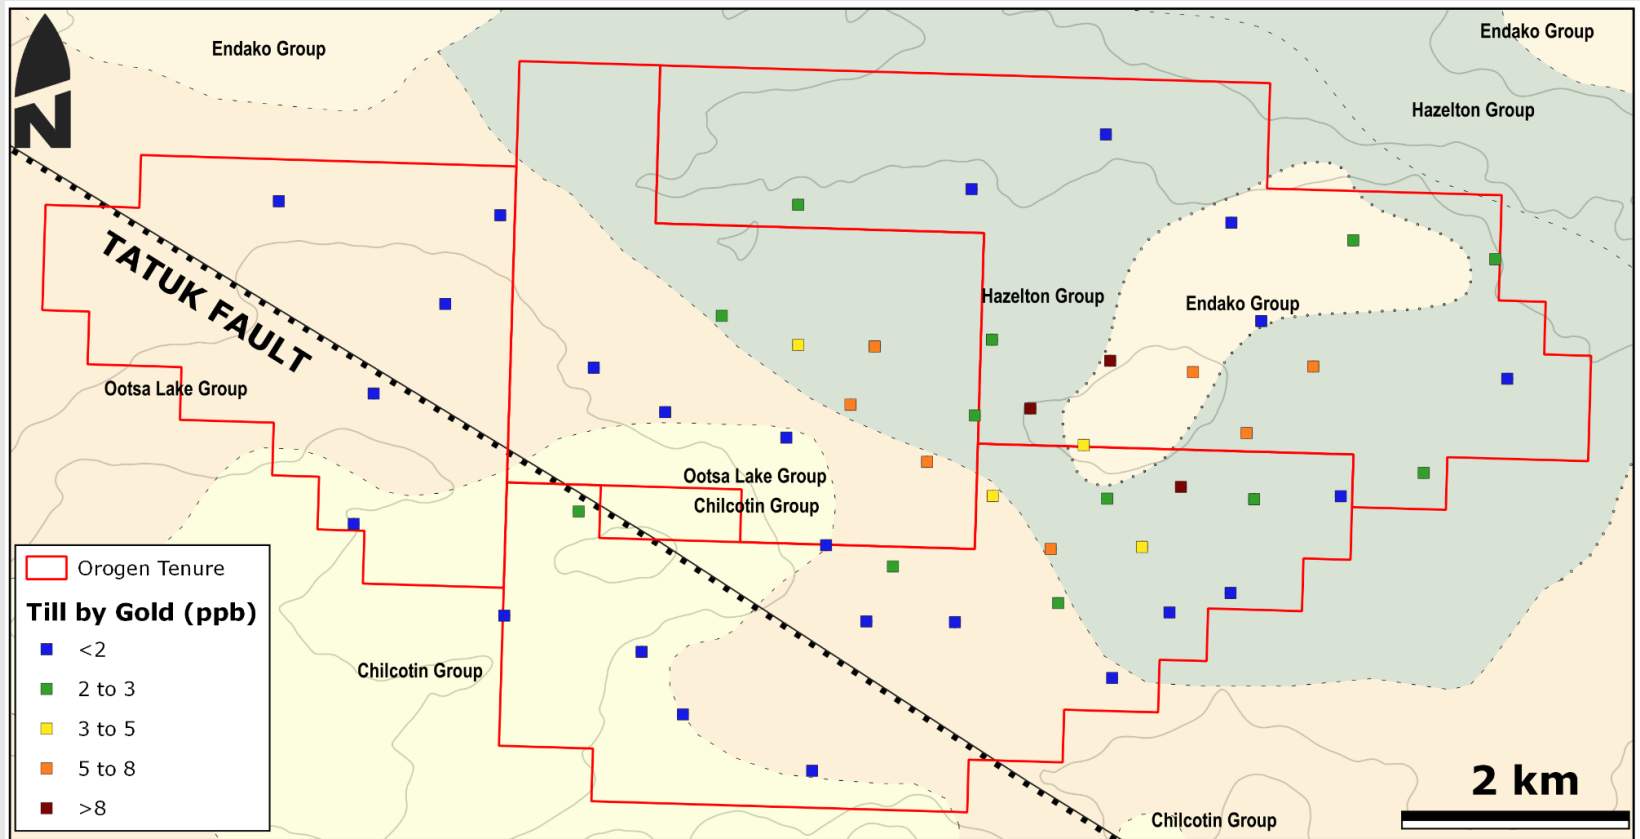 Endako Group
Endako Group
Hazelton Group
N
TATUK FAULT
Hazelton Group
Endako Group
Ootsa Lake Group
Ootsa Lake Group
Chilcotin Group
Chilcotin Group
Chilcotin Group
Orogen Tenure
Till by Gold (ppb)
<2
2 to 3
3 to 5
5 to 8
>8
2 km